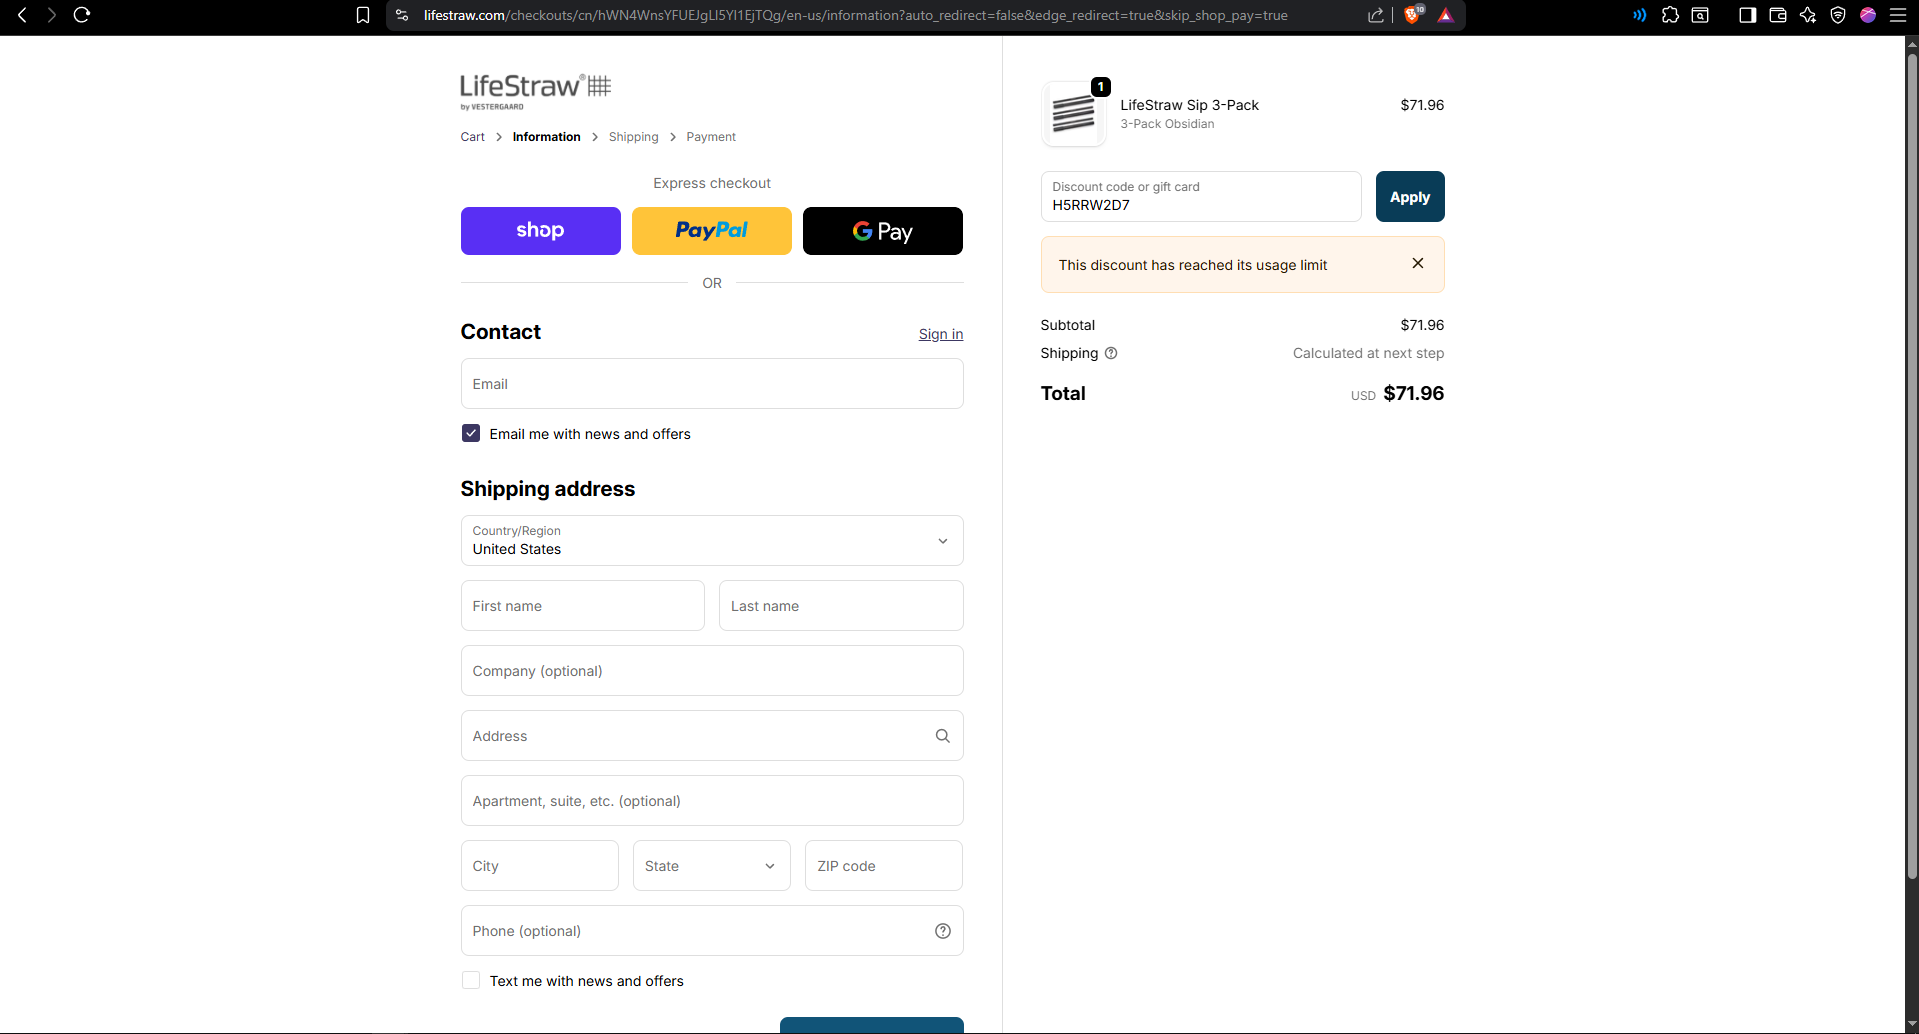 lifestraw.com/checkouts/cn/hWN4WnsYFUEJgLI5Yl1EjTQg/en-us/information?auto_redirect=false&edge_redirect=true&skip_shop_pay=true
10
LifeStraw®
by VESTERGAARD
Cart > Information > Shipping > Payment
Express checkout
shop
PayPal
G Pay
OR
Contact
Sign in
Email
Email me with news and offers
Shipping address
Country/Region
United States
First name
Last name
Company (optional)
Address
Apartment, suite, etc. (optional)
City
State
ZIP code
Phone (optional)
Text me with news and offers
1
LifeStraw Sip 3-Pack
$71.96
3-Pack Obsidian
Discount code or gift card
H5RRW2D7
Apply
This discount has reached its usage limit
Subtotal
$71.96
Shipping
Calculated at next step
Total
USD $71.96